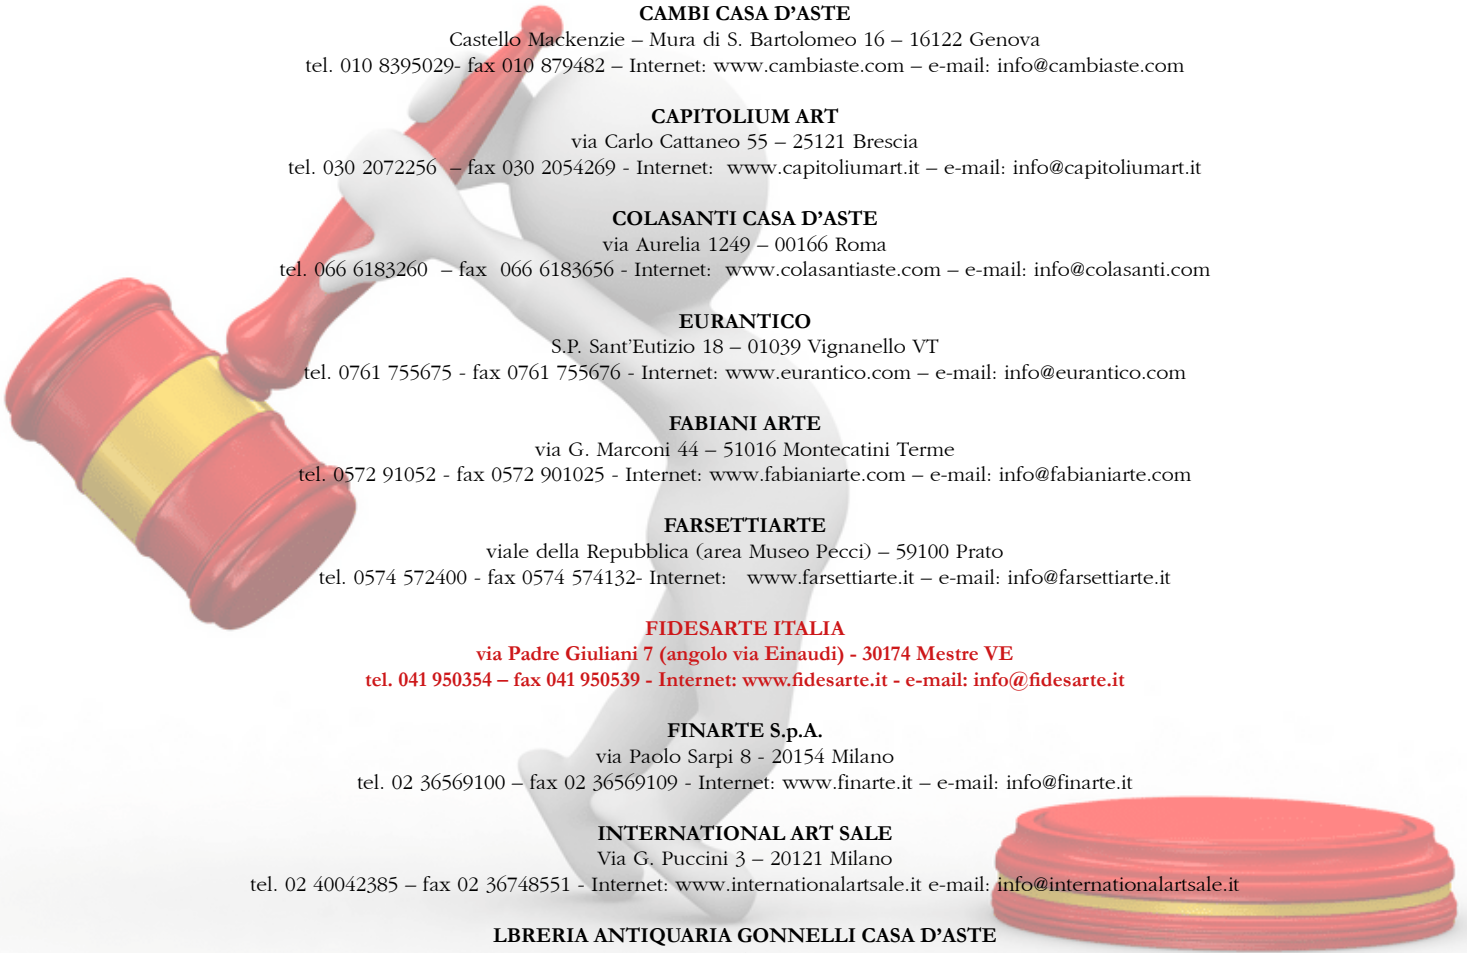 CAMBI CASA D'ASTE
Castello Mackenzie – Mura di S. Bartolomeo 16 – 16122 Genova
tel. 010 8395029- fax 010 879482 – Internet: www.cambiaste.com – e-mail: info@cambiaste.com
CAPITOLIUM ART
via Carlo Cattaneo 55 – 25121 Brescia
tel. 030 2072256 – fax 030 2054269 - Internet: www.capitoliumart.it – e-mail: info@capitoliumart.it
COLASANTI CASA D'ASTE
via Aurelia 1249 – 00166 Roma
tel. 066 6183260 – fax 066 6183656 - Internet: www.colasantiaste.com – e-mail: info@colasanti.com
EURANTICO
S.P. Sant'Eutizio 18 – 01039 Vignanello VT
tel. 0761 755675 - fax 0761 755676 - Internet: www.eurantico.com – e-mail: info@eurantico.com
FABIANI ARTE
via G. Marconi 44 – 51016 Montecatini Terme
tel. 0572 91052 - fax 0572 901025 - Internet: www.fabianiarte.com – e-mail: info@fabianiarte.com
FARSETTIARTE
viale della Repubblica (area Museo Pecci) – 59100 Prato
tel. 0574 572400 - fax 0574 574132- Internet: www.farsettiarte.it – e-mail: info@farsettiarte.it
FIDESARTE ITALIA
via Padre Giuliani 7 (angolo via Einaudi) - 30174 Mestre VE
tel. 041 950354 – fax 041 950539 - Internet: www.fidesarte.it - e-mail: info@fidesarte.it
FINARTE S.p.A.
via Paolo Sarpi 8 - 20154 Milano
tel. 02 36569100 – fax 02 36569109 - Internet: www.finarte.it – e-mail: info@finarte.it
INTERNATIONAL ART SALE
Via G. Puccini 3 – 20121 Milano
tel. 02 40042385 – fax 02 36748551 - Internet: www.internationalartsale.it e-mail: info@internationalartsale.it
LBRERIA ANTIQUARIA GONNELLI CASA D'ASTE